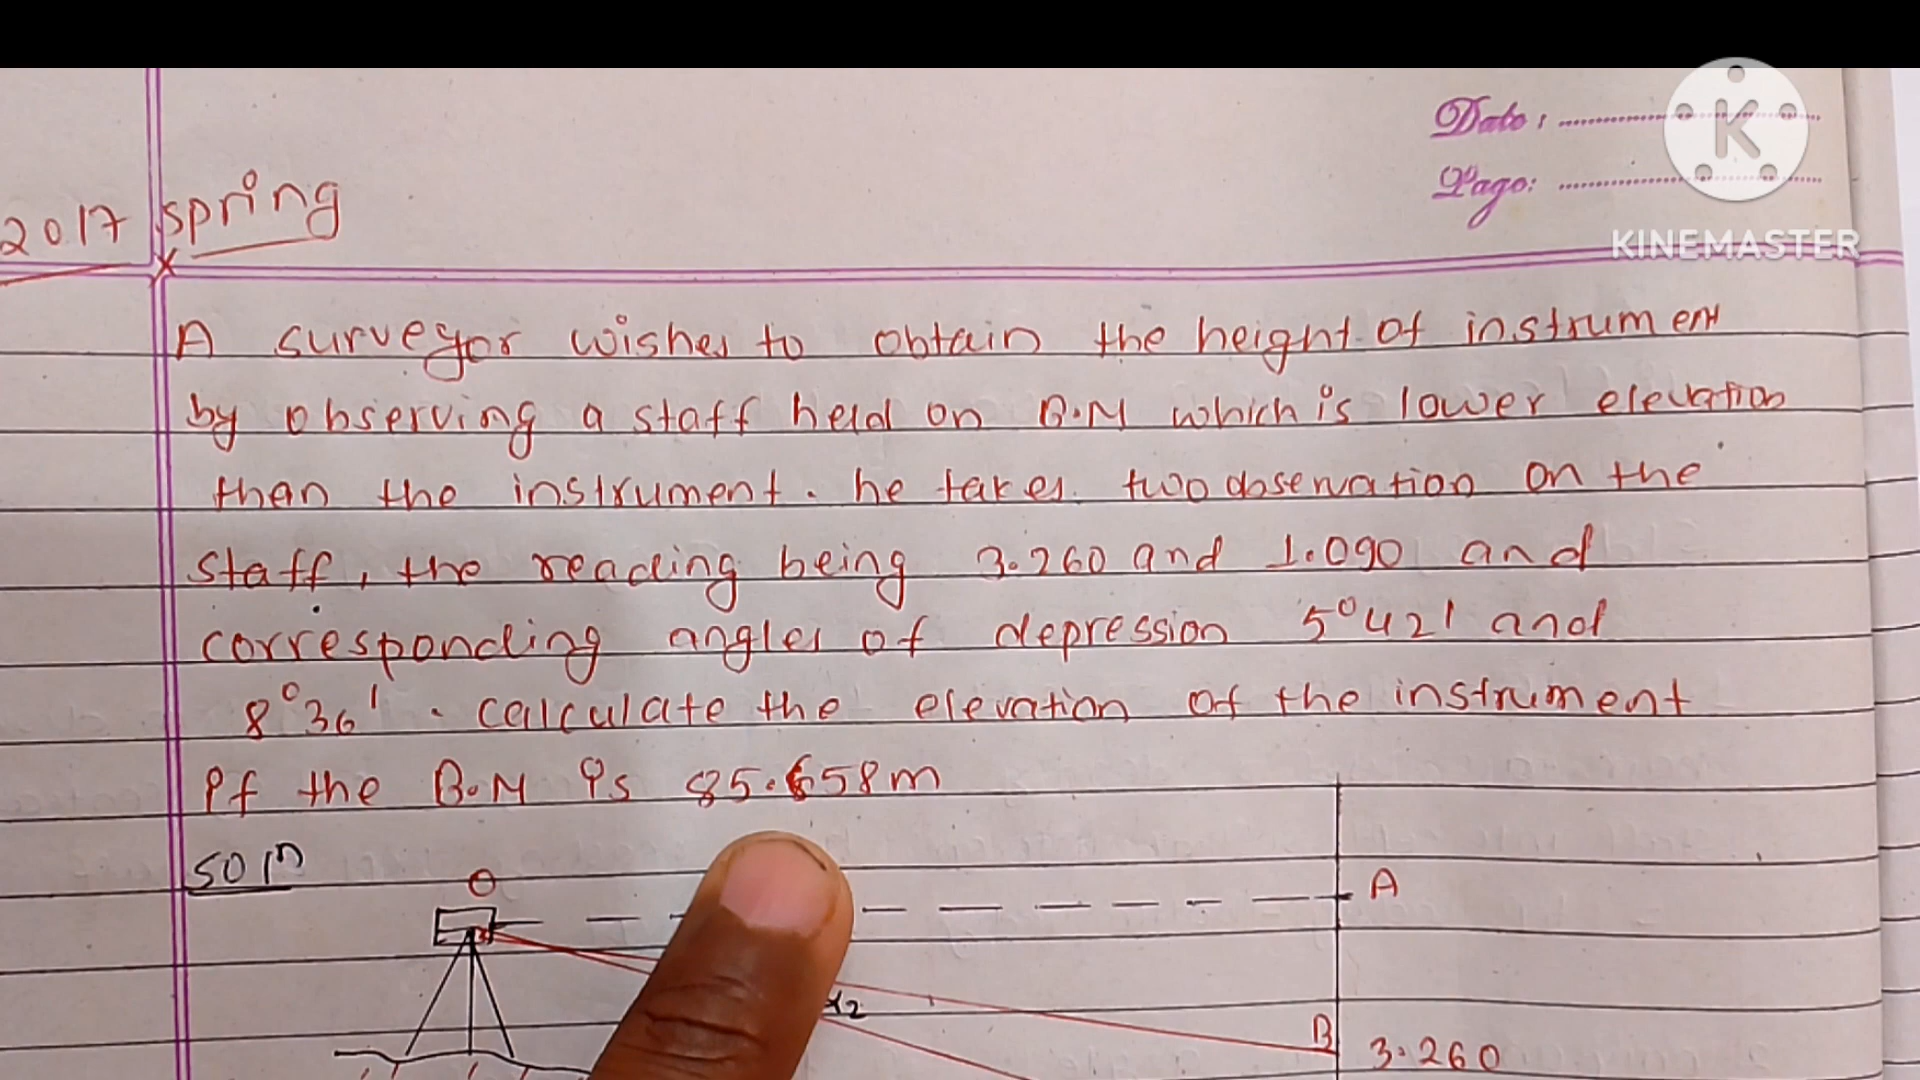 Date:
Page:
KINEMASTER
2017 spring
A surveyor wishes to obtain the height of instrument
by observing a staff held on B.M which is lower elevation
than the instrument. he takes two observation on the
staff, the reading being 3.260 and 1.090 and
corresponding angles of depression 5°42' and
8°36'. calculate the elevation of the instrument
if the B.M is 85.658m
Solⁿ
O
A
α2
B
3.260